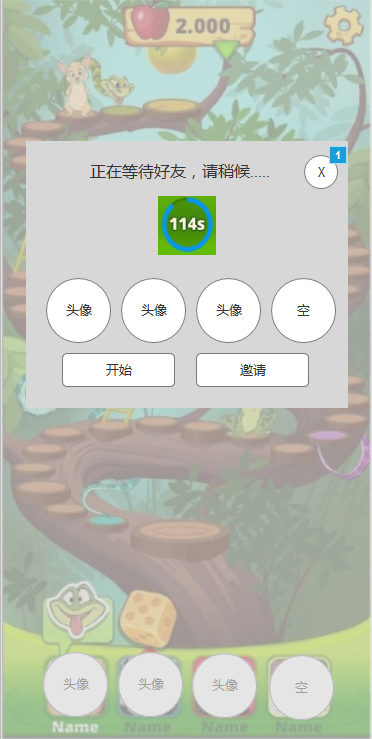 2.000
1
正在等待好友，请稍候.....
X
114s
头像 头像 头像 空
开始 邀请
头像 头像 头像 空
Name Name Name Name